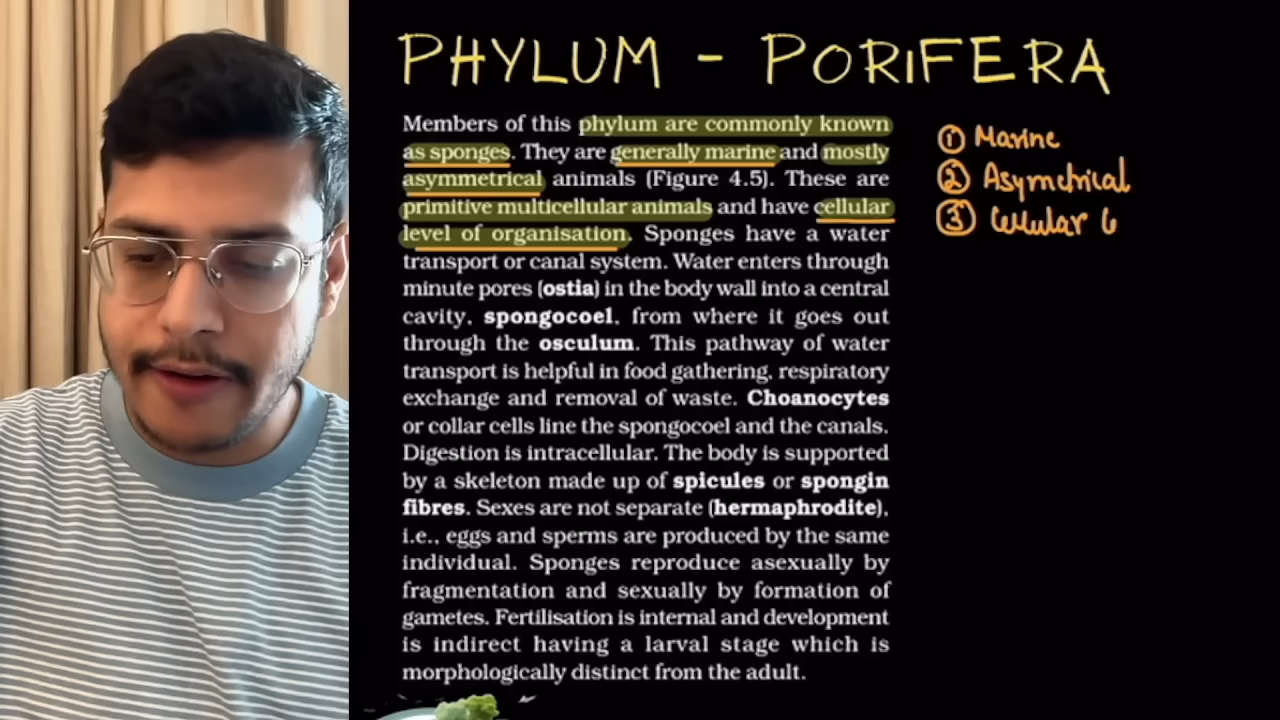 PHYLUM - PORIFERA
Members of this phylum are commonly known
as sponges. They are generally marine and mostly
asymmetrical animals (Figure 4.5). These are
primitive multicellular animals and have cellular
level of organisation. Sponges have a water
transport or canal system. Water enters through
minute pores (ostia) in the body wall into a central
cavity, spongocoel, from where it goes out
through the osculum. This pathway of water
transport is helpful in food gathering, respiratory
exchange and removal of waste. Choanocytes
or collar cells line the spongocoel and the canals.
Digestion is intracellular. The body is supported
by a skeleton made up of spicules or spongin
fibres. Sexes are not separate (hermaphrodite),
i.e., eggs and sperms are produced by the same
individual. Sponges reproduce asexually by
fragmentation and sexually by formation of
gametes. Fertilisation is internal and development
is indirect having a larval stage which is
morphologically distinct from the adult.
① Marine
② Asymetrical
③ Cellular